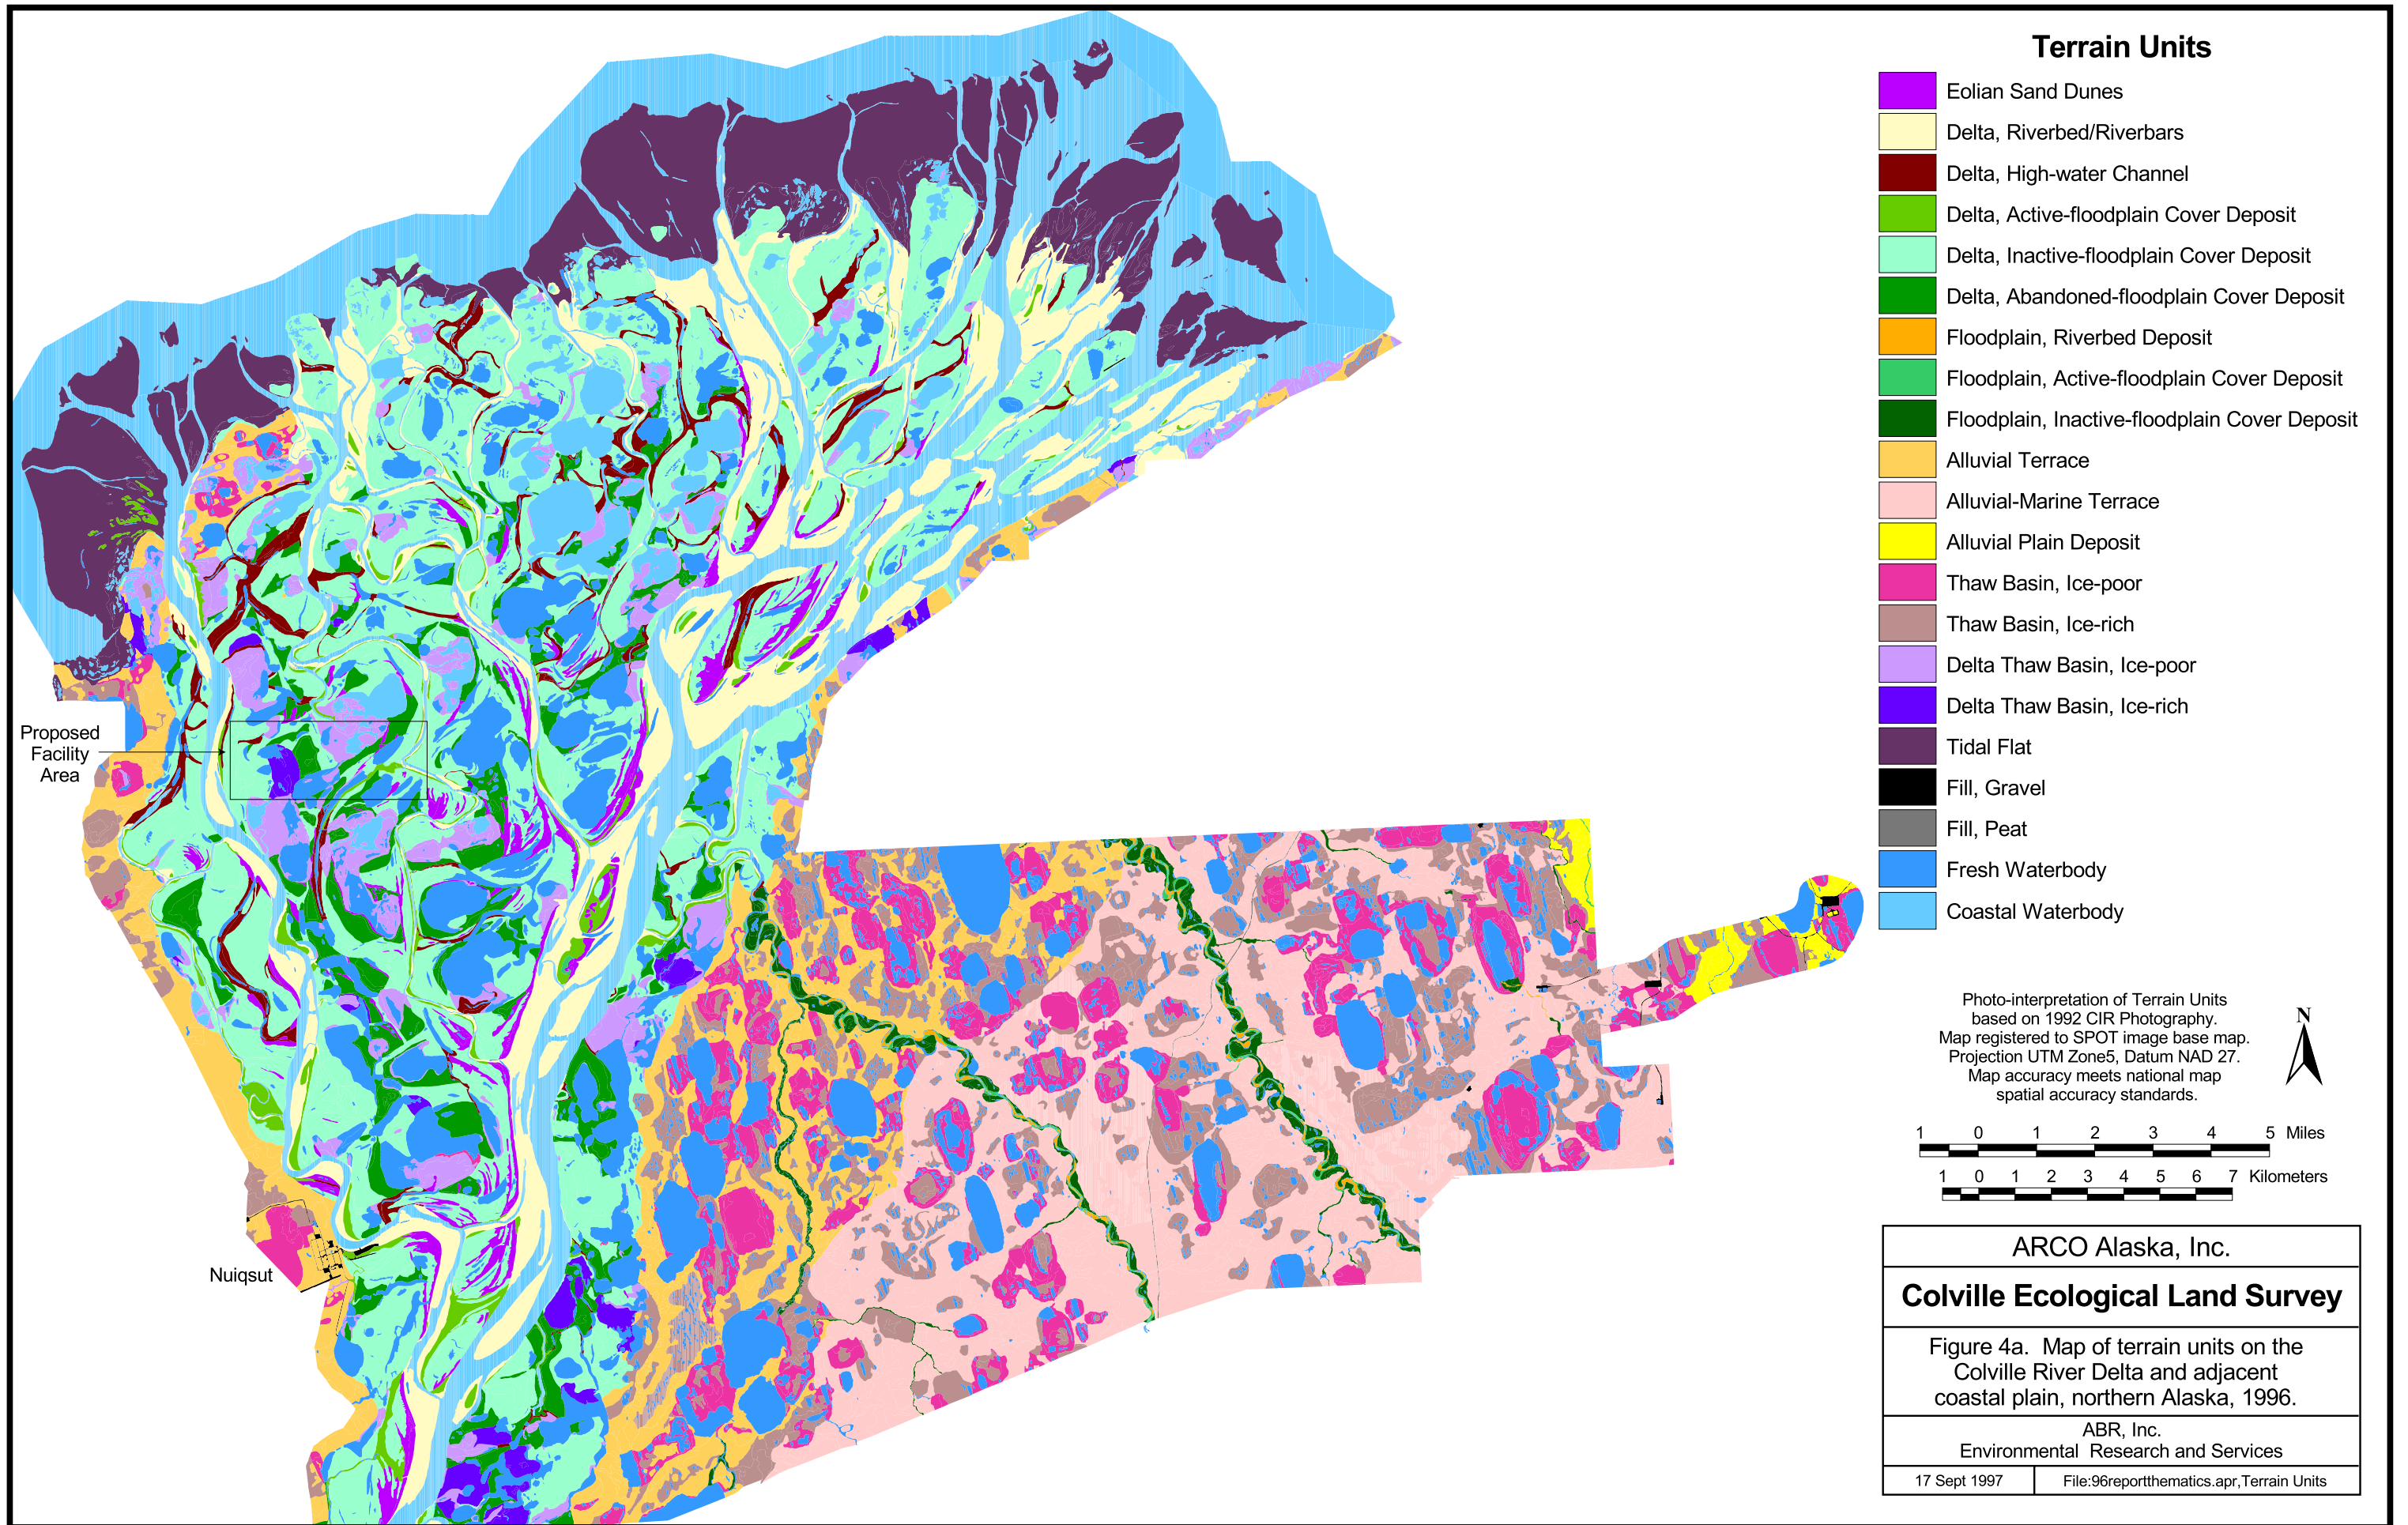 Terrain Units
Eolian Sand Dunes
Delta, Riverbed/Riverbars
Delta, High-water Channel
Delta, Active-floodplain Cover Deposit
Delta, Inactive-floodplain Cover Deposit
Delta, Abandoned-floodplain Cover Deposit
Floodplain, Riverbed Deposit
Floodplain, Active-floodplain Cover Deposit
Floodplain, Inactive-floodplain Cover Deposit
Alluvial Terrace
Alluvial-Marine Terrace
Alluvial Plain Deposit
Thaw Basin, Ice-poor
Thaw Basin, Ice-rich
Delta Thaw Basin, Ice-poor
Delta Thaw Basin, Ice-rich
Tidal Flat
Fill, Gravel
Fill, Peat
Fresh Waterbody
Coastal Waterbody
Proposed
Facility
Area
Nuiqsut
Photo-interpretation of Terrain Units
based on 1992 CIR Photography.
Map registered to SPOT image base map.
Projection UTM Zone5, Datum NAD 27.
Map accuracy meets national map
spatial accuracy standards.
N
1 0 1 2 3 4 5 Miles
1 0 1 2 3 4 5 6 7 Kilometers
ARCO Alaska, Inc.
Colville Ecological Land Survey
Figure 4a. Map of terrain units on the
Colville River Delta and adjacent
coastal plain, northern Alaska, 1996.
ABR, Inc.
Environmental Research and Services
17 Sept 1997 File:96reportthematics.apr,Terrain Units